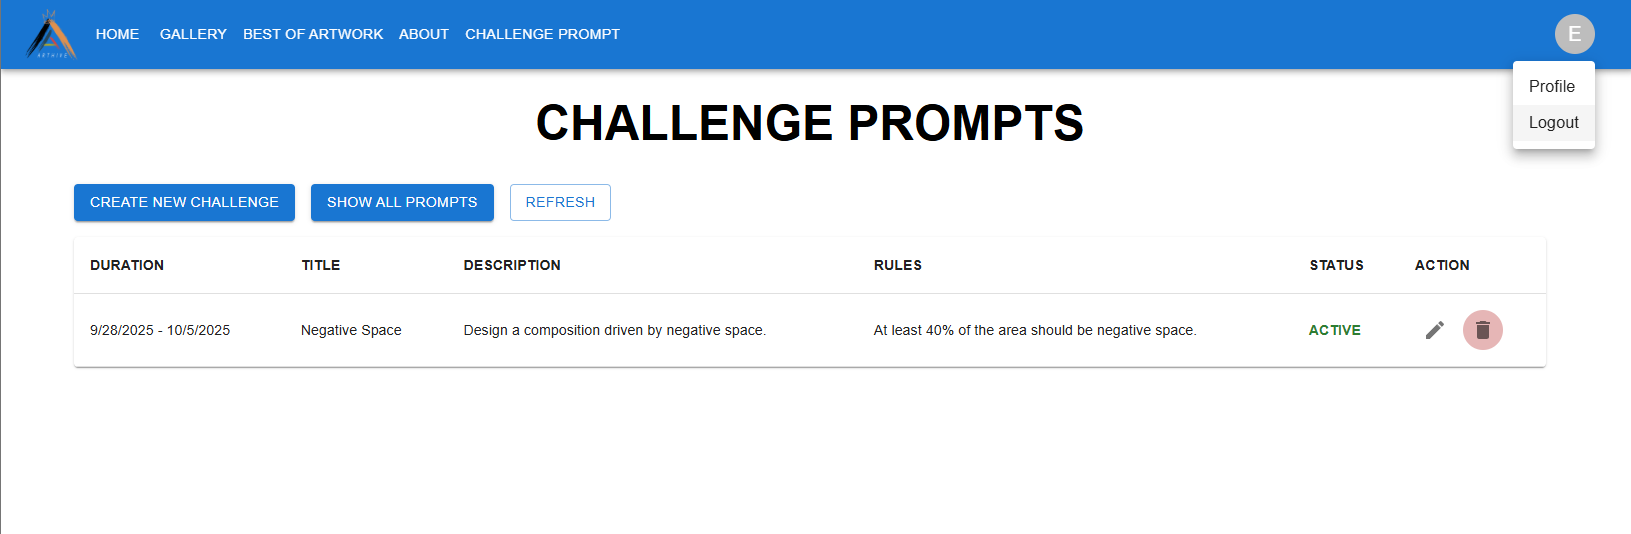 HOME GALLERY BEST OF ARTWORK ABOUT CHALLENGE PROMPT E
ARTHIVE
Profile
Logout
CHALLENGE PROMPTS
CREATE NEW CHALLENGE SHOW ALL PROMPTS REFRESH
DURATION TITLE DESCRIPTION RULES STATUS ACTION
9/28/2025 - 10/5/2025 Negative Space Design a composition driven by negative space. At least 40% of the area should be negative space. ACTIVE